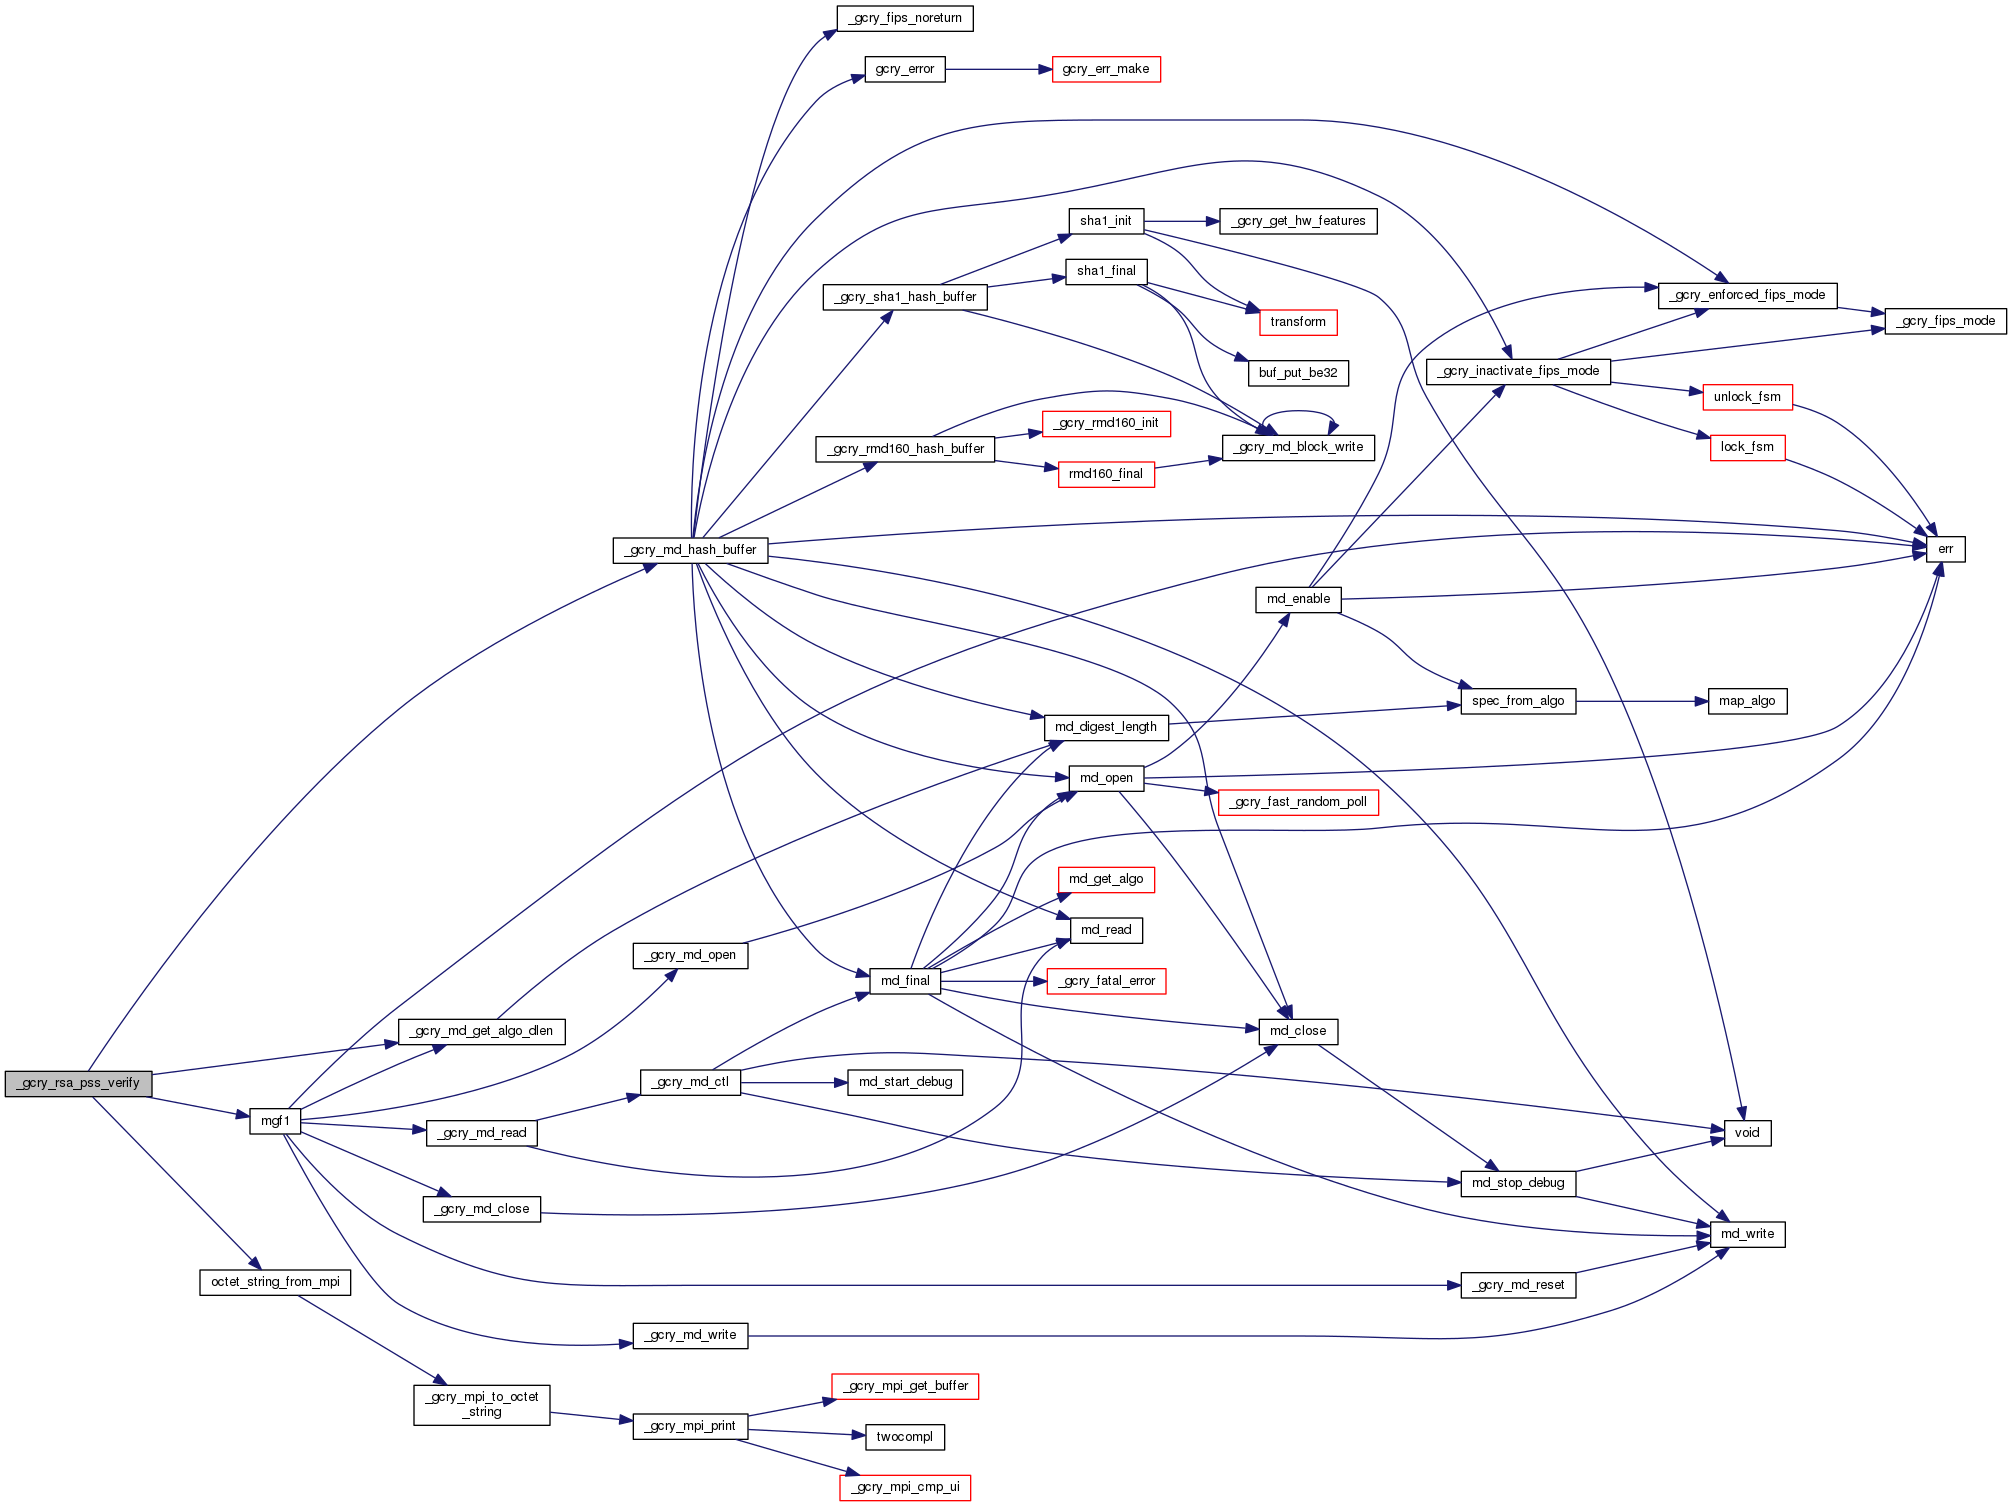 _gcry_fips_noreturn
gcry_error
gcry_err_make
sha1_init
_gcry_get_hw_features
sha1_final
_gcry_sha1_hash_buffer
_gcry_enforced_fips_mode
transform
_gcry_fips_mode
_gcry_inactivate_fips_mode
buf_put_be32
unlock_fsm
_gcry_rmd160_init
_gcry_rmd160_hash_buffer
_gcry_md_block_write
lock_fsm
rmd160_final
_gcry_md_hash_buffer
err
md_enable
spec_from_algo
map_algo
md_digest_length
md_open
_gcry_fast_random_poll
md_get_algo
md_read
_gcry_md_open
md_final
_gcry_fatal_error
_gcry_md_get_algo_dlen
md_close
_gcry_rsa_pss_verify
_gcry_md_ctl
md_start_debug
mgf1
_gcry_md_read
void
md_stop_debug
_gcry_md_close
md_write
octet_string_from_mpi
_gcry_md_reset
_gcry_md_write
_gcry_mpi_get_buffer
_gcry_mpi_to_octet
_string
_gcry_mpi_print
twocompl
_gcry_mpi_cmp_ui